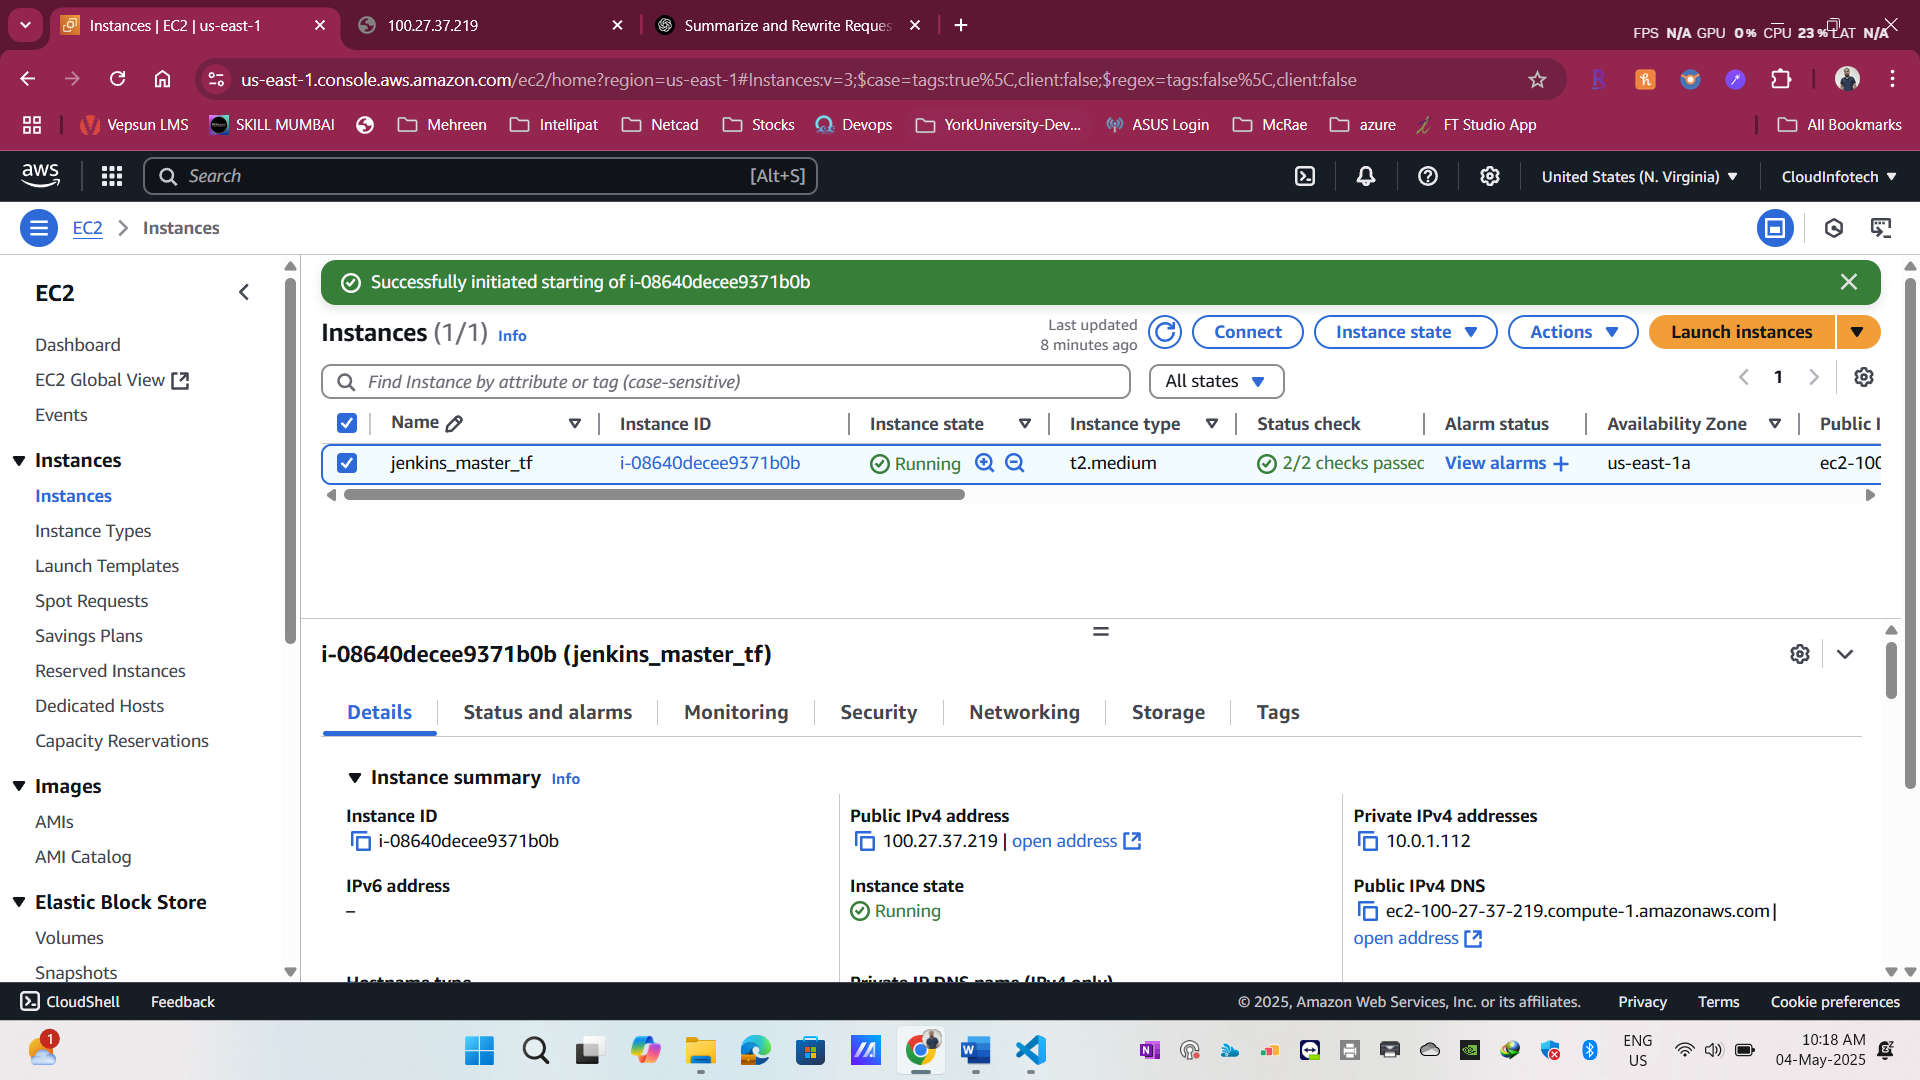 Instances | EC2 | us-east-1
100.27.37.219
Summarize and Rewrite Reques
FPS N/A GPU 0% CPU 23% LAT N/A
us-east-1.console.aws.amazon.com/ec2/home?region=us-east-1#Instances:v=3;$case=tags:true%5C,client:false;$regex=tags:false%5C,client:false
Vepsun LMS
SKILL MUMBAI
Mehreen
Intellipat
Netcad
Stocks
Devops
YorkUniversity-Dev...
ASUS Login
McRae
azure
FT Studio App
All Bookmarks
aws
Search
[Alt+S]
United States (N. Virginia)
CloudInfotech
EC2
Instances
EC2
Dashboard
EC2 Global View
Events
Instances
Instances
Instance Types
Launch Templates
Spot Requests
Savings Plans
Reserved Instances
Dedicated Hosts
Capacity Reservations
Images
AMIs
AMI Catalog
Elastic Block Store
Volumes
Snapshots
Successfully initiated starting of i-08640decee9371b0b
Instances (1/1) Info
Last updated
8 minutes ago
Connect
Instance state
Actions
Launch instances
Find Instance by attribute or tag (case-sensitive)
All states
1
Name
Instance ID
Instance state
Instance type
Status check
Alarm status
Availability Zone
Public I
jenkins_master_tf
i-08640decee9371b0b
Running
t2.medium
2/2 checks passec
View alarms +
us-east-1a
ec2-100
i-08640decee9371b0b (jenkins_master_tf)
Details
Status and alarms
Monitoring
Security
Networking
Storage
Tags
Instance summary Info
Instance ID
i-08640decee9371b0b
Public IPv4 address
100.27.37.219 | open address
Private IPv4 addresses
10.0.1.112
IPv6 address
–
Instance state
Running
Public IPv4 DNS
ec2-100-27-37-219.compute-1.amazonaws.com |
open address
Hostname type
Private IP DNS name (IPv4 only)
CloudShell
Feedback
© 2025, Amazon Web Services, Inc. or its affiliates.
Privacy
Terms
Cookie preferences
1
ENG
US
10:18 AM
04-May-2025